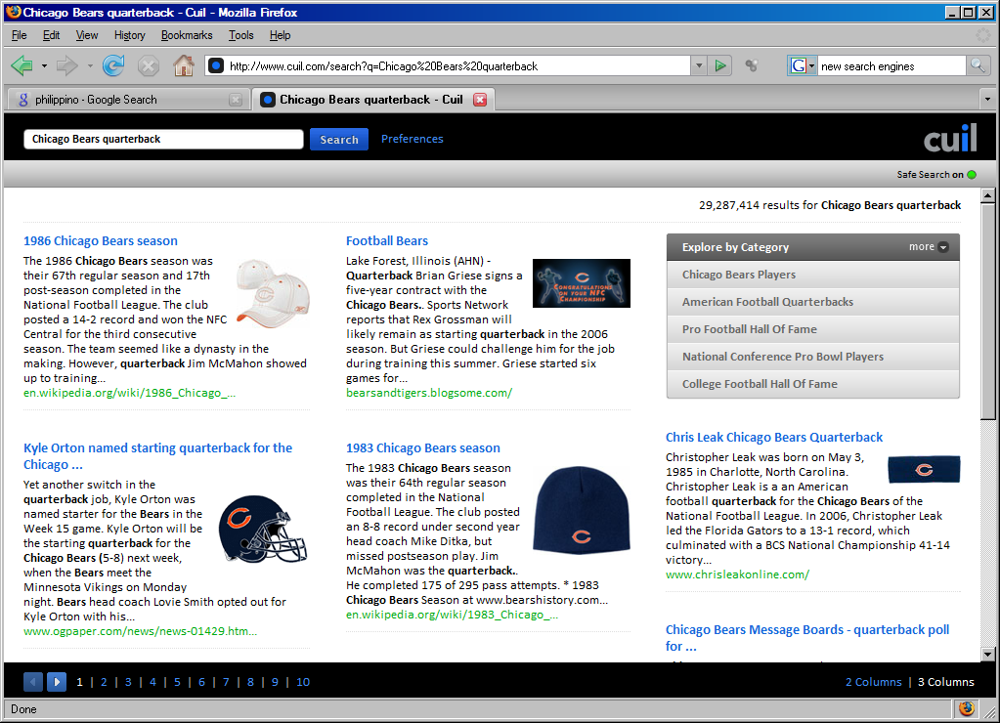 Chicago Bears quarterback - Cuil - Mozilla Firefox
File Edit View History Bookmarks Tools Help
http://www.cuil.com/search?q=Chicago%20Bears%20quarterback
G new search engines
g philippino - Google Search
Chicago Bears quarterback - Cuil
Chicago Bears quarterback Search Preferences cuil
Safe Search on
29,287,414 results for Chicago Bears quarterback
1986 Chicago Bears season
The 1986 Chicago Bears season was
their 67th regular season and 17th
post-season completed in the
National Football League. The club
posted a 14-2 record and won the NFC
Central for the third consecutive
season. The team seemed like a dynasty in the
making. However, quarterback Jim McMahon showed
up to training...
en.wikipedia.org/wiki/1986_Chicago_...
Kyle Orton named starting quarterback for the
Chicago ...
Yet another switch in the
quarterback job, Kyle Orton was
named starter for the Bears in the
Week 15 game. Kyle Orton will be
the starting quarterback for the
Chicago Bears (5-8) next week,
when the Bears meet the
Minnesota Vikings on Monday
night. Bears head coach Lovie Smith opted out for
Kyle Orton with his...
www.ogpaper.com/news/news-01429.htm...
Football Bears
Lake Forest, Illinois (AHN) -
Quarterback Brian Griese signs a
five-year contract with the
Chicago Bears.. Sports Network
reports that Rex Grossman will
likely remain as starting quarterback in the 2006
season. But Griese could challenge him for the job
during training this summer. Griese started six
games for...
bearsandtigers.blogsome.com/
CONGRATULATIONS
ON YOUR NFC
CHAMPIONSHIP
1983 Chicago Bears season
The 1983 Chicago Bears season
was their 64th regular season
completed in the National
Football League. The club posted
an 8-8 record under second year
head coach Mike Ditka, but
missed postseason play. Jim
McMahon was the quarterback..
He completed 175 of 295 pass attempts. * 1983
Chicago Bears Season at www.bearshistory.com...
en.wikipedia.org/wiki/1983_Chicago_...
Explore by Category more
Chicago Bears Players
American Football Quarterbacks
Pro Football Hall Of Fame
National Conference Pro Bowl Players
College Football Hall Of Fame
Chris Leak Chicago Bears Quarterback
Christopher Leak was born on May 3,
1985 in Charlotte, North Carolina.
Christopher Leak is a an American
football quarterback for the Chicago Bears of the
National Football League. In 2006, Christopher Leak
led the Florida Gators to a 13-1 record, which
culminated with a BCS National Championship 41-14
victory...
www.chrisleakonline.com/
Chicago Bears Message Boards - quarterback poll
for ...
1 | 2 | 3 | 4 | 5 | 6 | 7 | 8 | 9 | 10
2 Columns | 3 Columns
Done